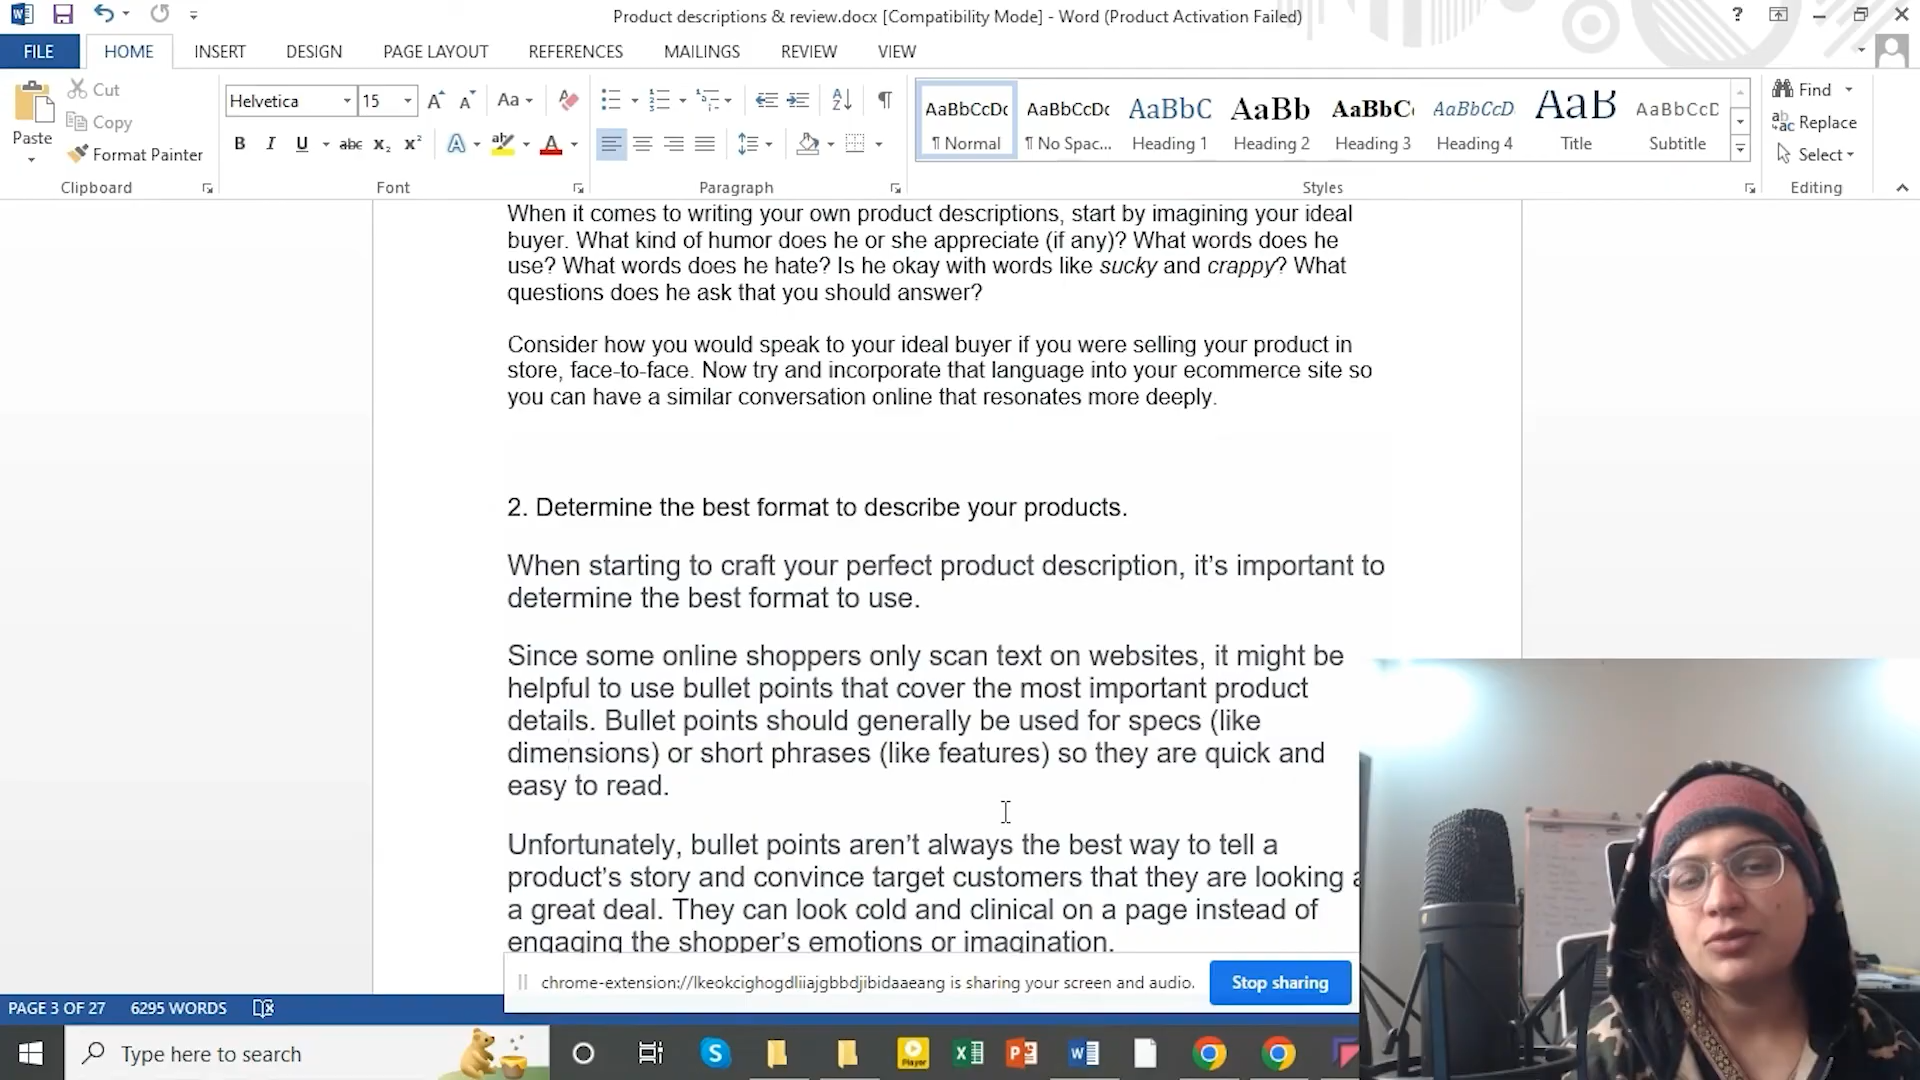 Product descriptions & review.docx [Compatibility Mode] - Word (Product Activation Failed)
FILE HOME INSERT DESIGN PAGE LAYOUT REFERENCES MAILINGS REVIEW VIEW
Paste
Cut
Copy
Format Painter
Clipboard
Helvetica 15
Font
Paragraph
AaBbCcDc AaBbCcDc AaBbC AaBb AaBbC AaBbCcD AaB AaBbCcD
¶ Normal ¶ No Spac... Heading 1 Heading 2 Heading 3 Heading 4 Title Subtitle
Styles
Find
Replace
Select
Editing
When it comes to writing your own product descriptions, start by imagining your ideal
buyer. What kind of humor does he or she appreciate (if any)? What words does he
use? What words does he hate? Is he okay with words like sucky and crappy? What
questions does he ask that you should answer?
Consider how you would speak to your ideal buyer if you were selling your product in
store, face-to-face. Now try and incorporate that language into your ecommerce site so
you can have a similar conversation online that resonates more deeply.
2. Determine the best format to describe your products.
When starting to craft your perfect product description, it’s important to
determine the best format to use.
Since some online shoppers only scan text on websites, it might be
helpful to use bullet points that cover the most important product
details. Bullet points should generally be used for specs (like
dimensions) or short phrases (like features) so they are quick and
easy to read.
Unfortunately, bullet points aren’t always the best way to tell a
product’s story and convince target customers that they are looking
a great deal. They can look cold and clinical on a page instead of
engaging the shopper’s emotions or imagination.
chrome-extension://lkeokcighogdliiajgbbdjibidaaeang is sharing your screen and audio. Stop sharing
PAGE 3 OF 27 6295 WORDS
Type here to search